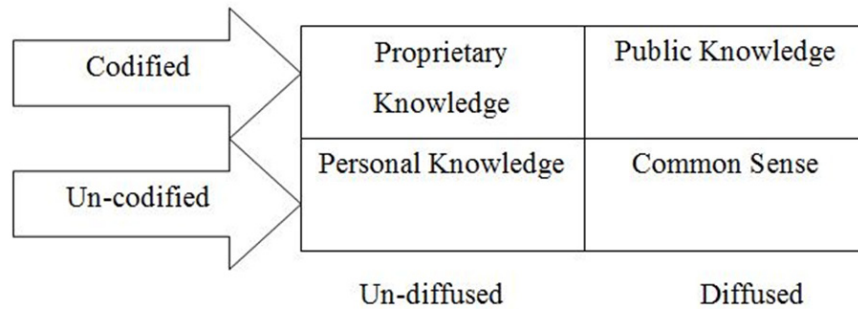 Codified
Proprietary
Knowledge
Public Knowledge
Un-codified
Personal Knowledge
Common Sense
Un-diffused
Diffused